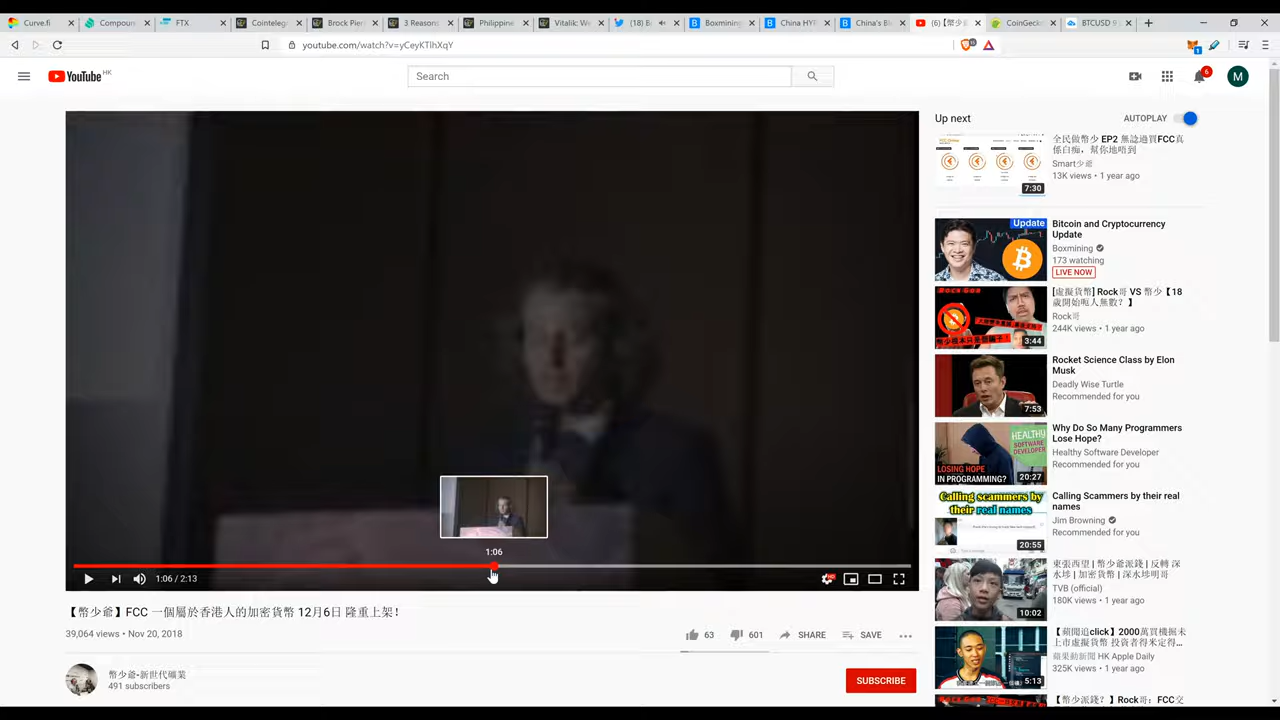 Curve.fi
Compoun
FTX
Cointeleg
Brock Pier
3 Reasons
Philippine
Vitalik: We
(18) B
Boxmining
China HYP
China's Bl
(6)【幣少爺
CoinGeck
BTCUSD 9
youtube.com/watch?v=yCeyKTlhXqY
YouTube HK
Search
6
M
Up next
AUTOPLAY
全民做幣少 EP2 無諗過買FCC真
係白痴，幫你地唔到
Smart少爺
13K views • 1 year ago
7:30
Update
Bitcoin and Cryptocurrency
Update
Boxmining
173 watching
LIVE NOW
[虛擬貨幣] Rock哥 VS 幣少【18
歲開始呃人無數？】
Rock哥
244K views • 1 year ago
3:44
Rocket Science Class by Elon
Musk
Deadly Wise Turtle
Recommended for you
7:53
HEALTHY
SOFTWARE
DEVELOPER
LOSING HOPE
IN PROGRAMMING?
20:27
Why Do So Many Programmers
Lose Hope?
Healthy Software Developer
Recommended for you
Calling scammers by
their real names
20:55
Calling Scammers by their real
names
Jim Browning
Recommended for you
東張西望 | 幣少爺派錢 | 反轉 深
水埗 | 加密貨幣 | 深水埗明哥
TVB (official)
180K views • 1 year ago
10:02
【蘋聞追click】2000萬買機掘未
上市虛擬貨幣 投資者得米定得...
蘋果動新聞 HK Apple Daily
325K views • 1 year ago
5:13
【幣少派錢？】Rock哥：FCC交
1:06
1:06 / 2:13
【幣少爺】FCC 一個屬於香港人的加密貨幣 12月6日 隆重上架！
39,064 views • Nov 20, 2018
63
601
SHARE
SAVE
幣少爺-新世代礦業
491 subscribers
SUBSCRIBE